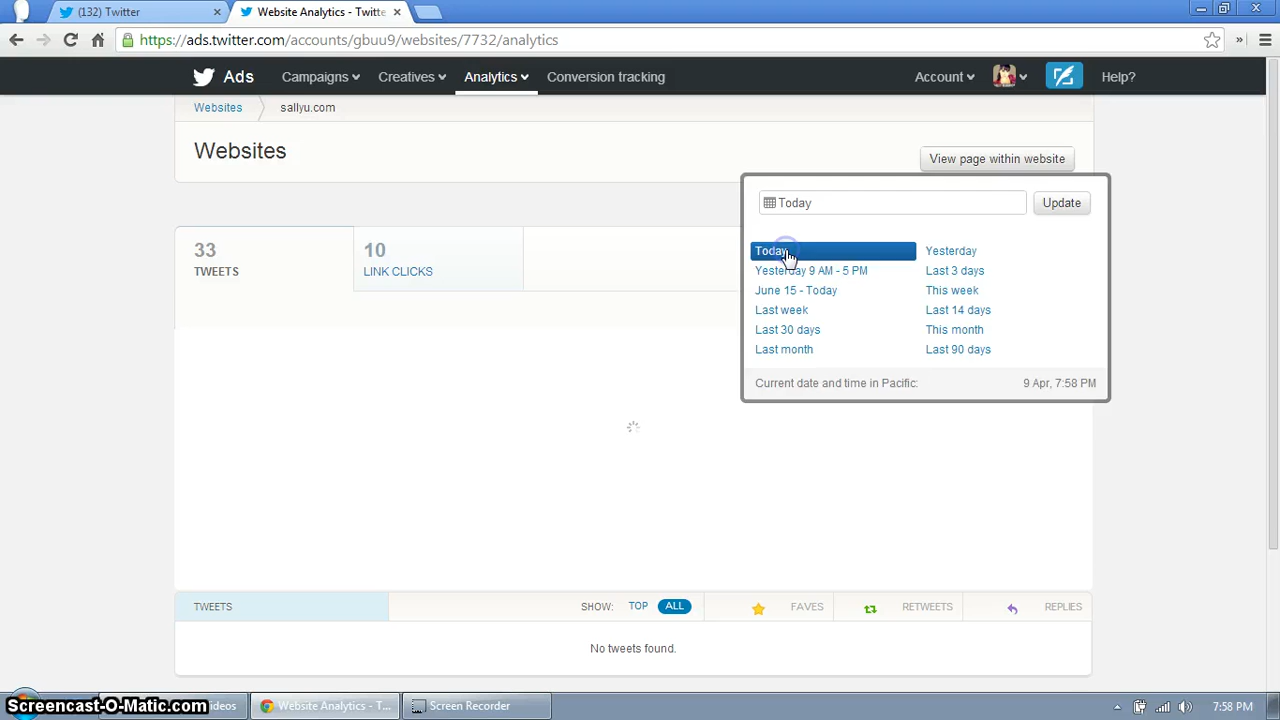 (132) Twitter
Website Analytics - Twitte
https://ads.twitter.com/accounts/gbuu9/websites/7732/analytics
Ads
Campaigns
Creatives
Analytics
Conversion tracking
Account
Help?
Websites
sallyu.com
Websites
View page within website
Today
Update
33
TWEETS
10
LINK CLICKS
Today
Yesterday
Yesterday 9 AM - 5 PM
Last 3 days
June 15 - Today
This week
Last week
Last 14 days
Last 30 days
This month
Last month
Last 90 days
Current date and time in Pacific:
9 Apr, 7:58 PM
TWEETS
SHOW:
TOP
ALL
FAVES
RETWEETS
REPLIES
No tweets found.
Screencast-O-Matic.com
ideos
Website Analytics - T...
Screen Recorder
7:58 PM